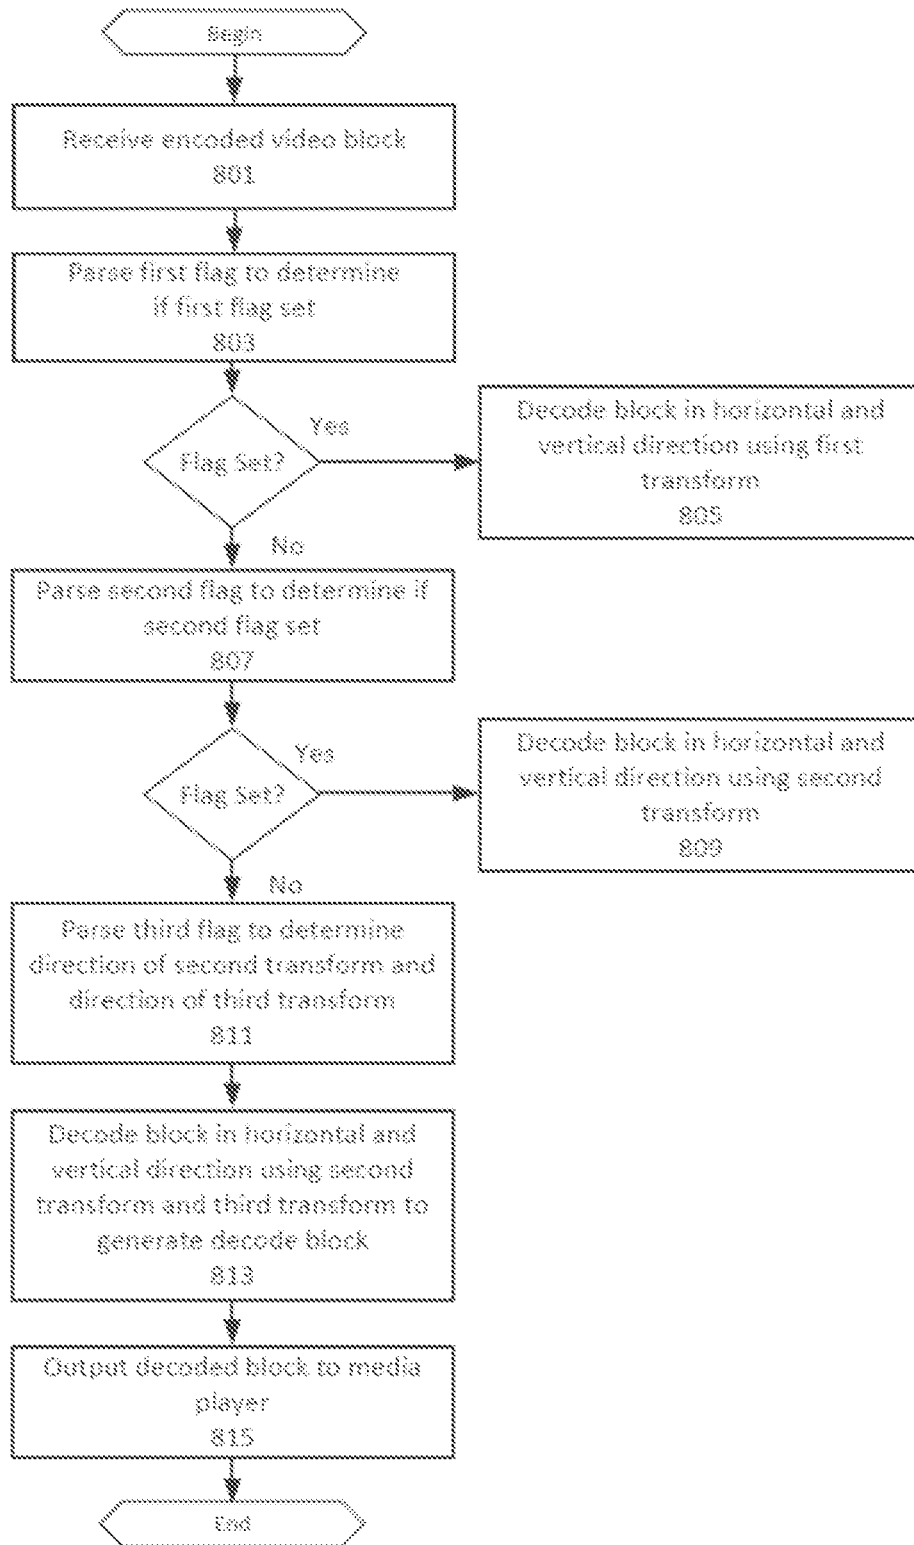 Begin
Receive encoded video block
801
Parse first flag to determine
if first flag set
803
Flag Set?
Yes
No
Decode block in horizontal and
vertical direction using first
transform
805
Parse second flag to determine if
second flag set
807
Flag Set?
Yes
No
Decode block in horizontal and
vertical direction using second
transform
809
Parse third flag to determine
direction of second transform and
direction of third transform
811
Decode block in horizontal and
vertical direction using second
transform and third transform to
generate decode block
813
Output decoded block to media
player
815
End